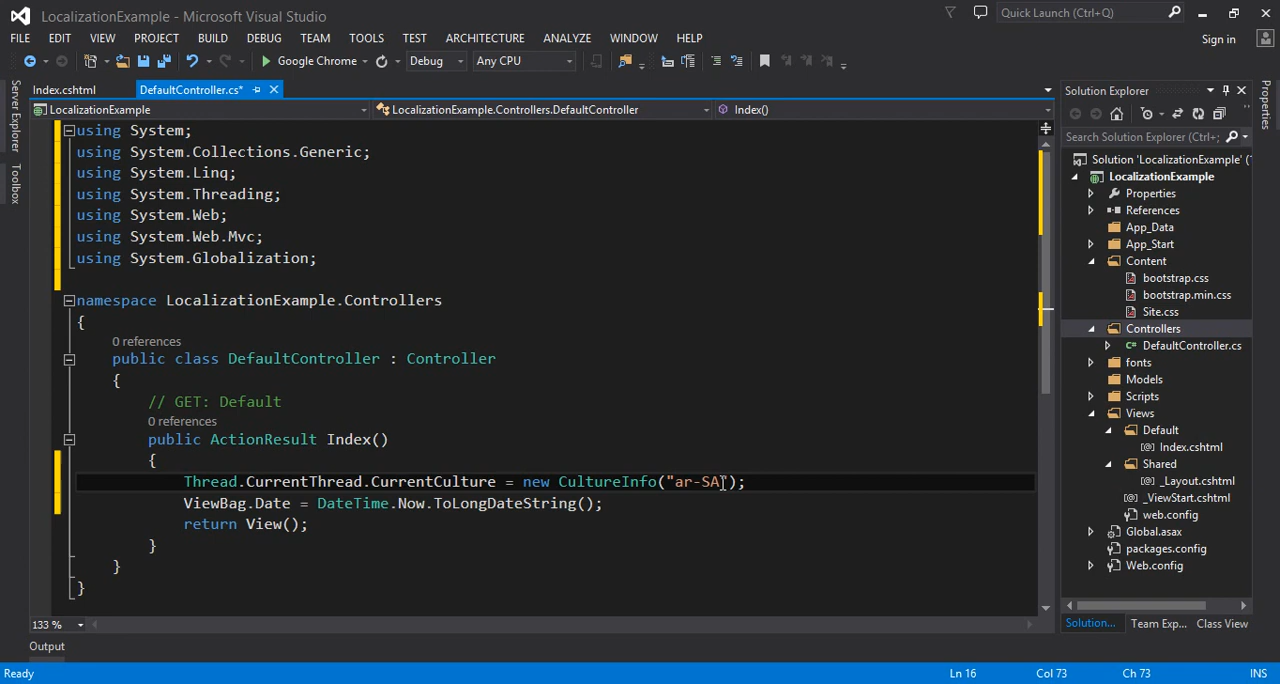 LocalizationExample - Microsoft Visual Studio
Quick Launch (Ctrl+Q)
FILE EDIT VIEW PROJECT BUILD DEBUG TEAM TOOLS TEST ARCHITECTURE ANALYZE WINDOW HELP
Sign in
Google Chrome Debug Any CPU
Server Explorer
Toolbox
Index.cshtml DefaultController.cs*
LocalizationExample LocalizationExample.Controllers.DefaultController Index()
using System;
using System.Collections.Generic;
using System.Linq;
using System.Threading;
using System.Web;
using System.Web.Mvc;
using System.Globalization;
namespace LocalizationExample.Controllers
{
0 references
public class DefaultController : Controller
{
// GET: Default
0 references
public ActionResult Index()
{
Thread.CurrentThread.CurrentCulture = new CultureInfo("ar-SA");
ViewBag.Date = DateTime.Now.ToLongDateString();
return View();
}
}
}
133 %
Output
Solution Explorer
Search Solution Explorer (Ctrl+;
Solution 'LocalizationExample' (
LocalizationExample
Properties
References
App_Data
App_Start
Content
bootstrap.css
bootstrap.min.css
Site.css
Controllers
C# DefaultController.cs
fonts
Models
Scripts
Views
Default
[@] Index.cshtml
Shared
[@] _Layout.cshtml
[@] _ViewStart.cshtml
web.config
Global.asax
packages.config
Web.config
Solution... Team Exp... Class View
Properties
Ready Ln 16 Col 73 Ch 73 INS